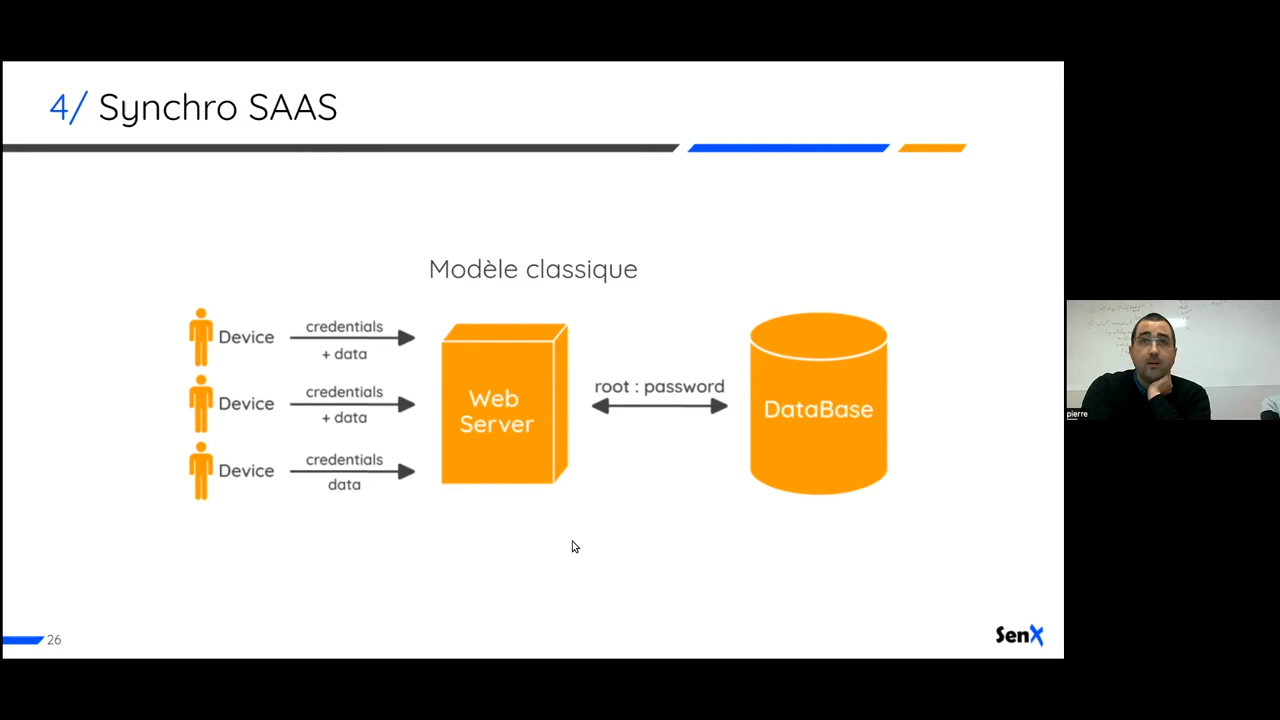 4/ Synchro SAAS
Modèle classique
Device
credentials
+ data
Device
credentials
+ data
Device
credentials
data
Web
Server
root : password
DataBase
pierre
26
SenX